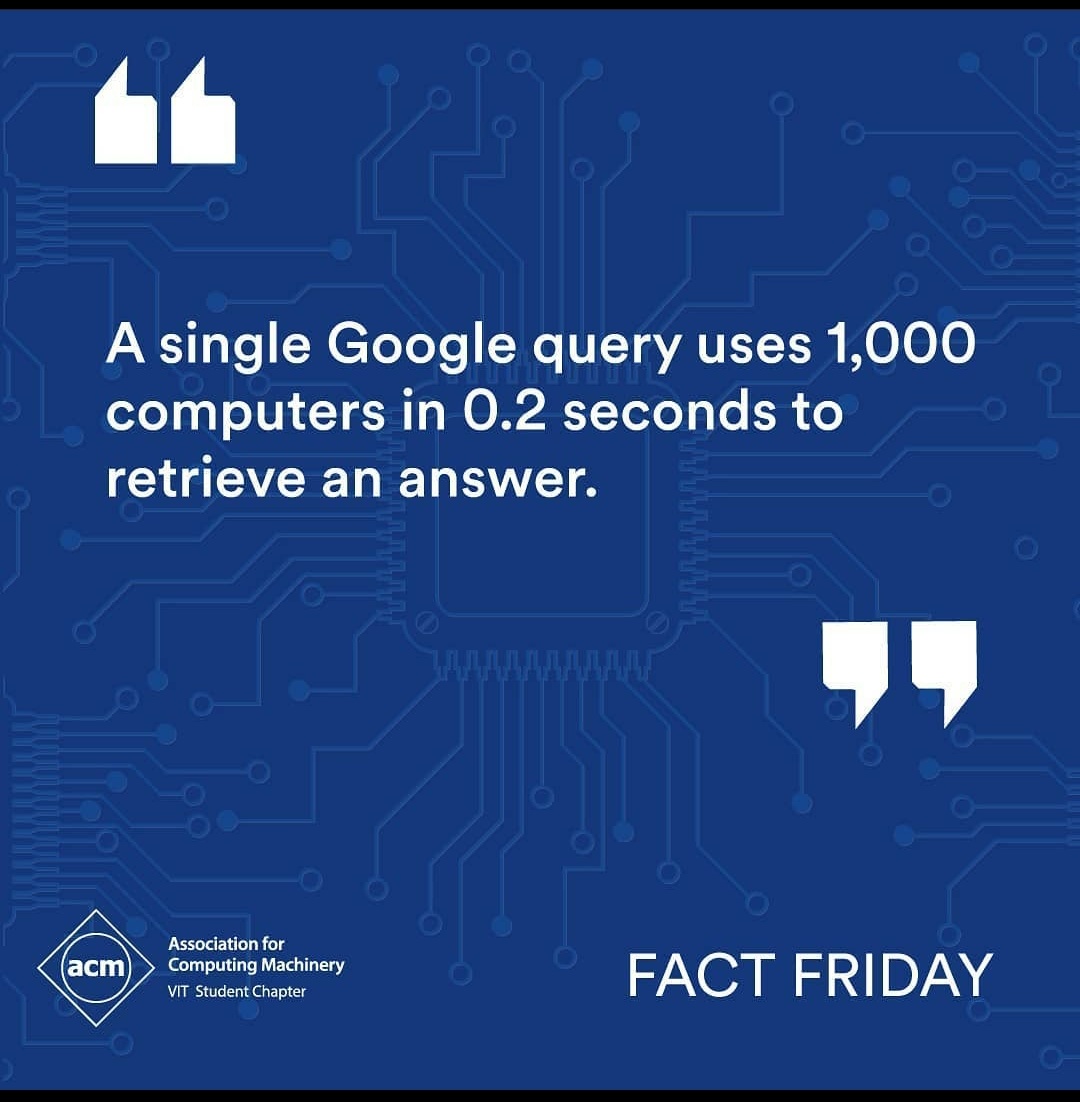 A single Google query uses 1,000
computers in 0.2 seconds to
retrieve an answer.
acm
Association for
Computing Machinery
VIT Student Chapter
FACT FRIDAY